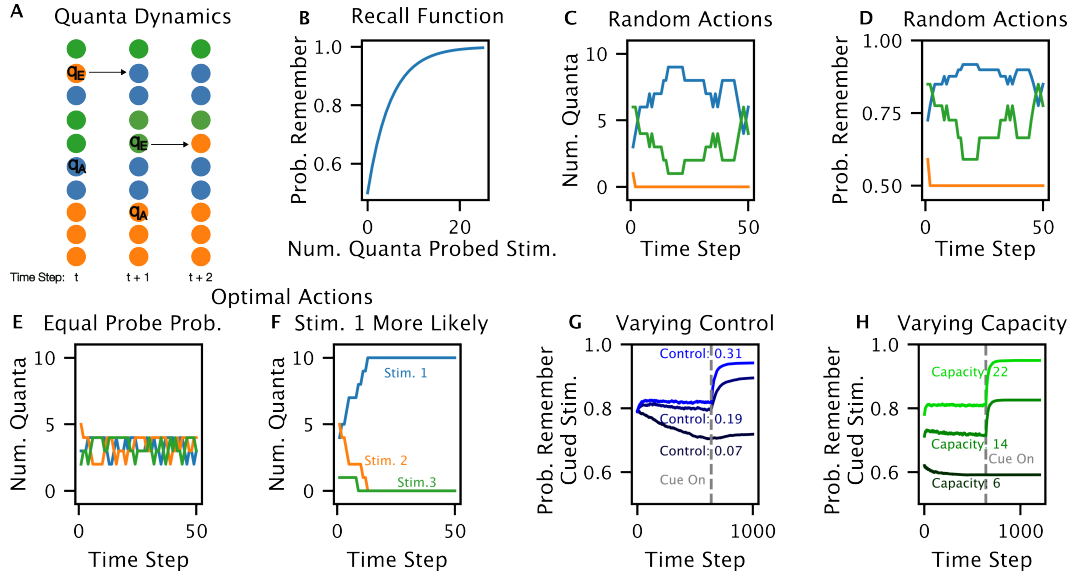 A
Quanta Dynamics
qE
qE
qA
qA
Time Step: t t + 1 t + 2
B
Recall Function
1.0
0.8
0.6
0 20
Prob. Remember
Num. Quanta Probed Stim.
C
Random Actions
10
5
0
0 50
Num. Quanta
Time Step
D
Random Actions
1.00
0.75
0.50
0 50
Prob. Remember
Time Step
Optimal Actions
E
Equal Probe Prob.
10
5
0
0 50
Num. Quanta
Time Step
F
Stim. 1 More Likely
10
5
0
0 50
Num. Quanta
Time Step
Stim. 1
Stim. 2
Stim.3
G
Varying Control
1.0
0.8
0.6
0 1000
Prob. Remember
Cued Stim.
Time Step
Control: 0.31
Control: 0.19
Control: 0.07
Cue On
H
Varying Capacity
1.0
0.8
0.6
0 1000
Prob. Remember
Cued Stim.
Time Step
Capacity: 22
Capacity: 14
Cue On
Capacity: 6